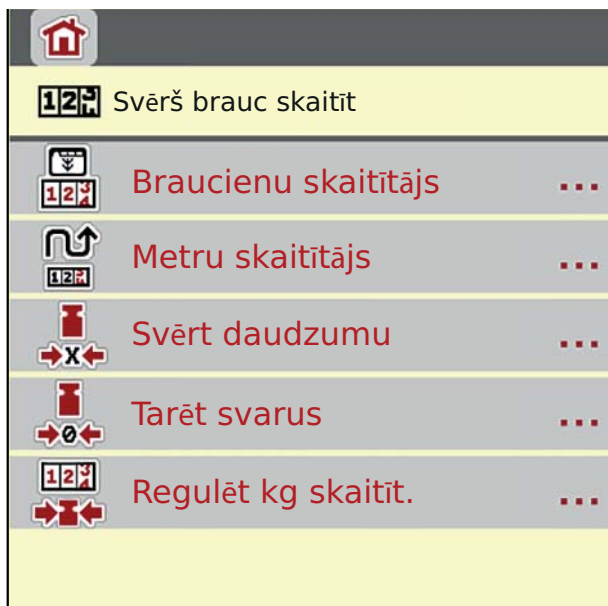 Svērš brauc skaitīt
Braucienu skaitītājs ...
Metru skaitītājs ...
Svērt daudzumu ...
Tarēt svarus ...
Regulēt kg skaitīt. ...